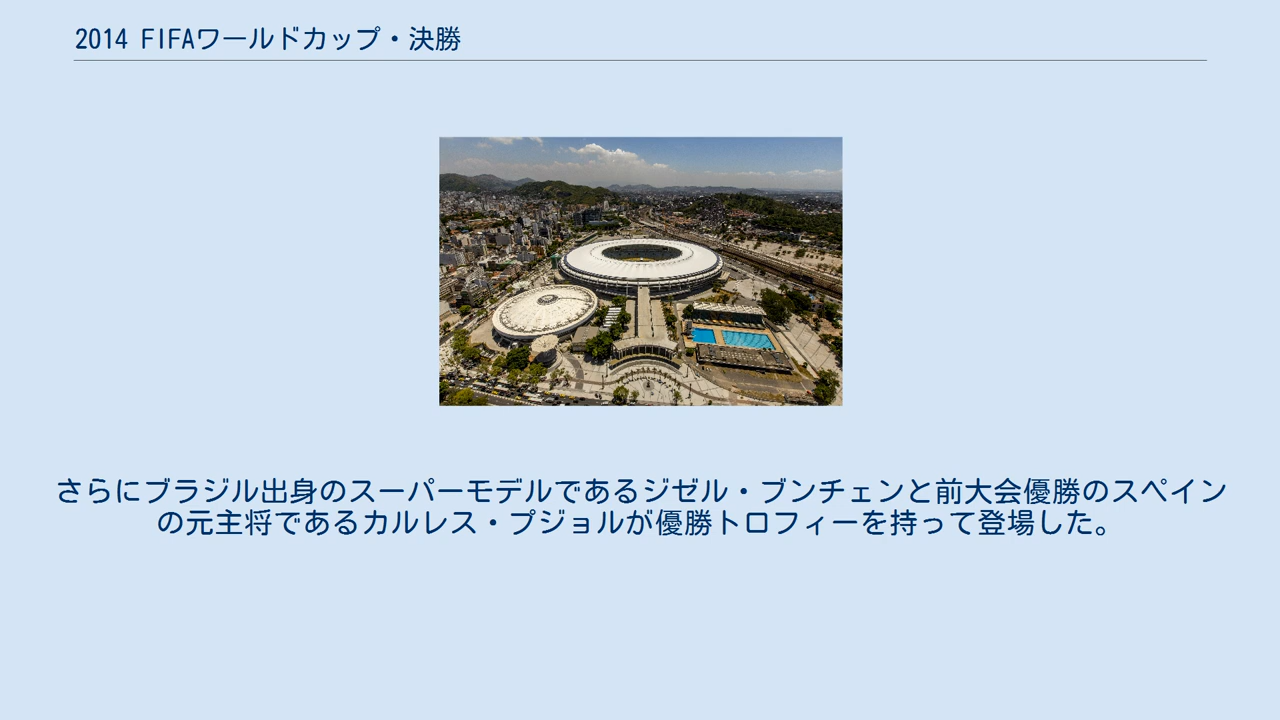 2014 FIFAワールドカップ・決勝
さらにブラジル出身のスーパーモデルであるジゼル・ブンチェンと前大会優勝のスペイン
の元主将であるカルレス・プジョルが優勝トロフィーを持って登場した。